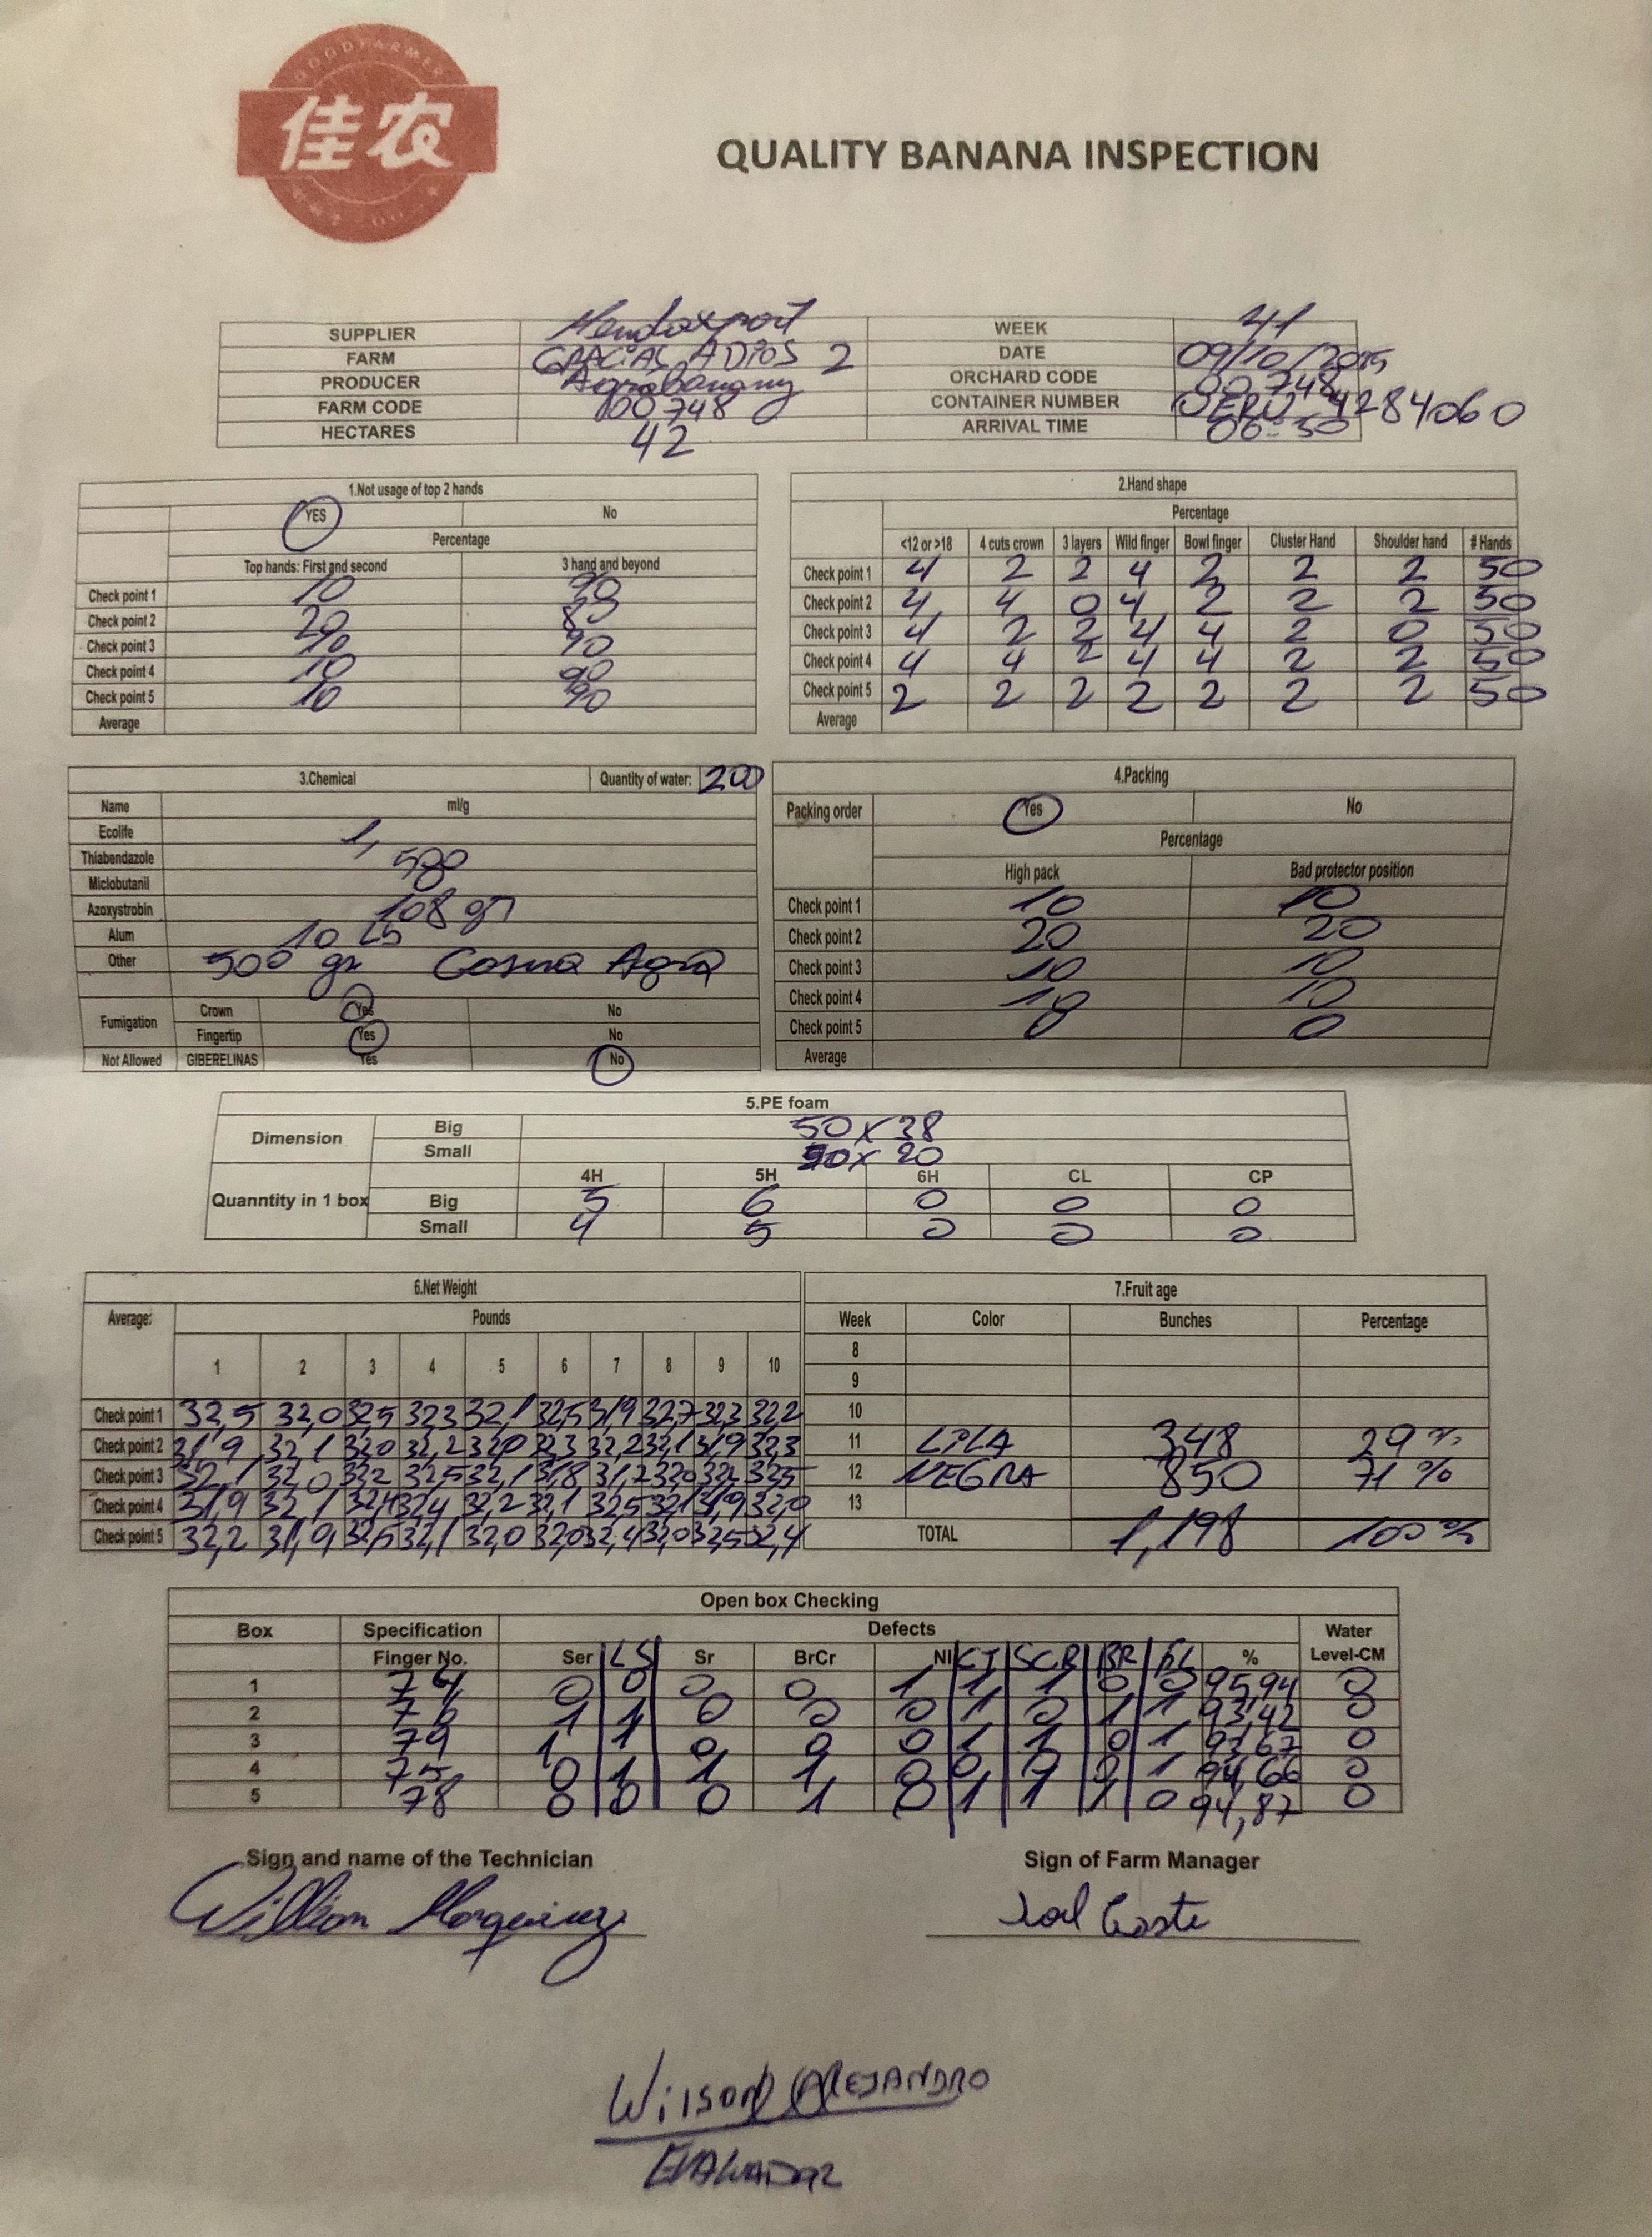 GOODFARMER
佳农
QUALITY BANANA INSPECTION
SUPPLIER Mendoexport WEEK 41
FARM GRACIAS ADIOS 2 DATE 09/10/2015
PRODUCER Agrobanany ORCHARD CODE 00748
FARM CODE 00748 CONTAINER NUMBER 4284060
HECTARES 42 ARRIVAL TIME 06:30
1.Not usage of top 2 hands
YES No
Percentage
Top hands: First and second 3 hand and beyond
Check point 1 10 90
Check point 2 20 80
Check point 3 10 90
Check point 4 10 90
Check point 5 10 90
Average
2.Hand shape
Percentage
<12 or >18 4 cuts crown 3 layers Wild finger Bowl finger Cluster Hand Shoulder hand # Hands
Check point 1 4 2 2 4 2 2 2 50
Check point 2 4 4 0 4 2 2 2 50
Check point 3 4 2 2 4 4 2 0 50
Check point 4 4 4 2 4 4 2 2 50
Check point 5 2 2 2 2 2 2 2 50
Average
3.Chemical Quantity of water: 200
Name ml/g
Ecolife 1,
Thiabendazole 500
Miclobutanil
Azoxystrobin 108 gr
Alum 10 Ls
Other 500 gr Cosmo Agro
Fumigation Crown Yes No
Fingertip Yes No
Not Allowed GIBERELINAS Yes No
4.Packing
Packing order Yes No
Percentage
High pack Bad protector position
Check point 1 10 10
Check point 2 20 20
Check point 3 10 10
Check point 4 10 10
Check point 5 0 0
Average
5.PE foam
Dimension Big 50 x 38
Small 50 x 20
4H 5H 6H CL CP
Quanntity in 1 box Big 5 6 0 0 0
Small 4 5 0 0 0
6.Net Weight
Average: Pounds
1 2 3 4 5 6 7 8 9 10
Check point 1 32,5 32,0 32,5 32,3 32,1 32,5 31,9 32,7 32,3 32,2
Check point 2 31,9 32,1 32,0 32,2 32,0 32,3 32,2 32,1 31,9 32,3
Check point 3 32,1 32,0 32,2 32,5 32,1 31,8 31,2 32,0 32,2 32,5
Check point 4 31,9 32,1 32,4 32,4 32,2 32,1 32,5 32,1 31,9 32,0
Check point 5 32,2 31,9 32,5 32,1 32,0 32,0 32,4 32,0 32,5 32,4
7.Fruit age
Week Color Bunches Percentage
8
9
10
11 LILA 348 29 %
12 NEGRA 850 71 %
13
TOTAL 1,198 100 %
Open box Checking
Box Specification Defects Water
Finger No. Ser LS Sr BrCr NI CJ SCR BR % Level-CM
1 74 0 0 0 0 1 1 1 0 0 95,94 0
2 76 1 1 0 0 0 1 0 1 1 93,42 0
3 79 1 1 0 0 0 1 1 0 1 93,67 0
4 75 0 1 1 1 0 0 1 0 1 94,66 0
5 78 0 0 0 1 0 1 1 1 0 94,87 0
Sign and name of the Technician Sign of Farm Manager
Willian
Wilson Alejandro
EVALUADOR